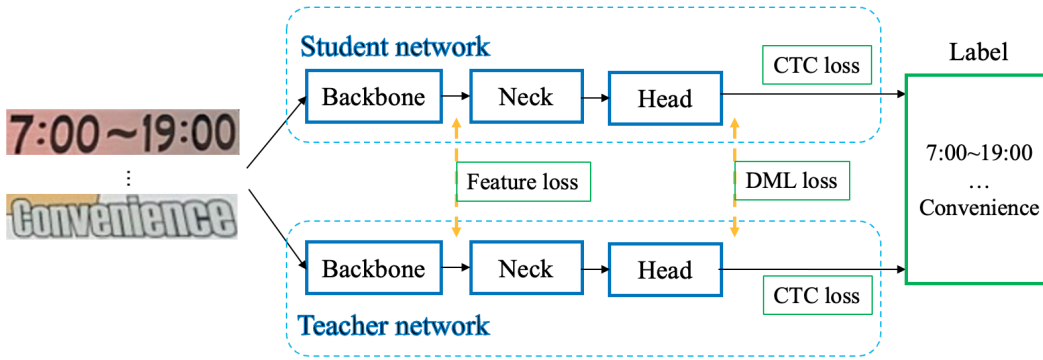 Student network
CTC loss
Label
Backbone
Neck
Head
7:00~19:00
...
Convenience
Feature loss
DML loss
7:00~19:00
...
Convenience
Backbone
Neck
Head
CTC loss
Teacher network